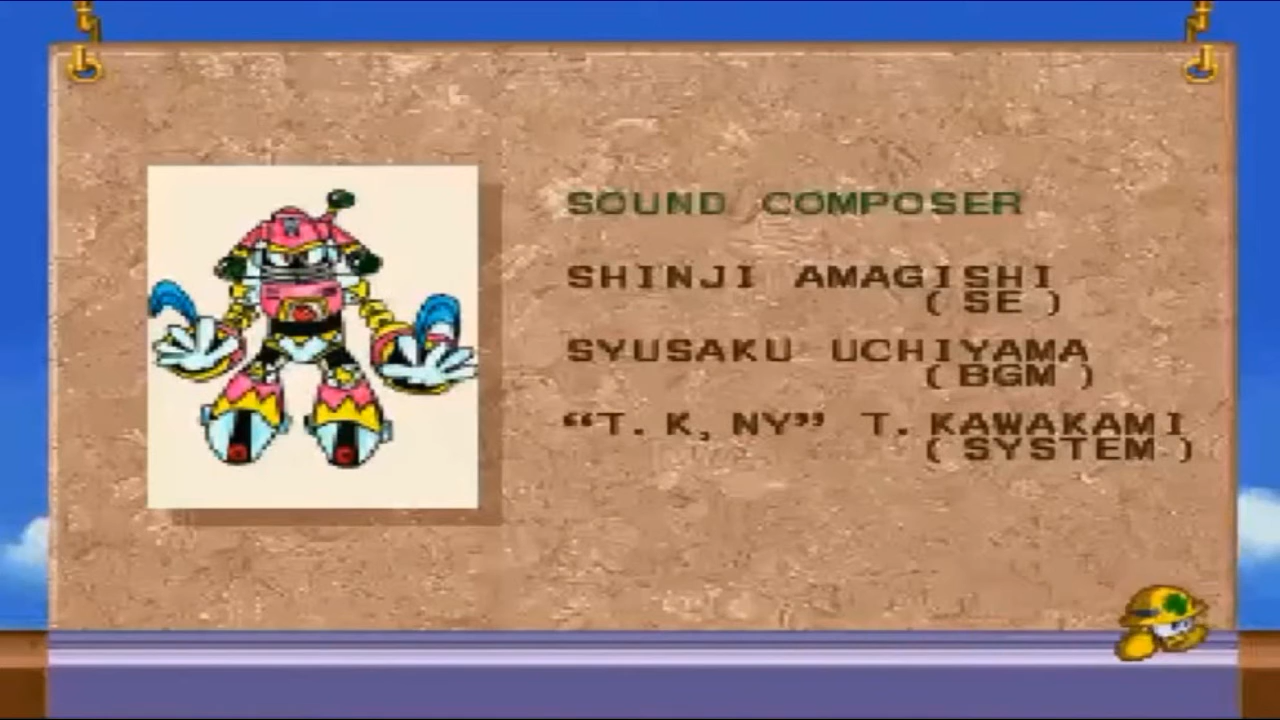 SOUND COMPOSER
SHINJI AMAGISHI
( SE )
SYUSAKU UCHIYAMA
( BGM )
“T. K, NY” T. KAWAKAMI
( SYSTEM )